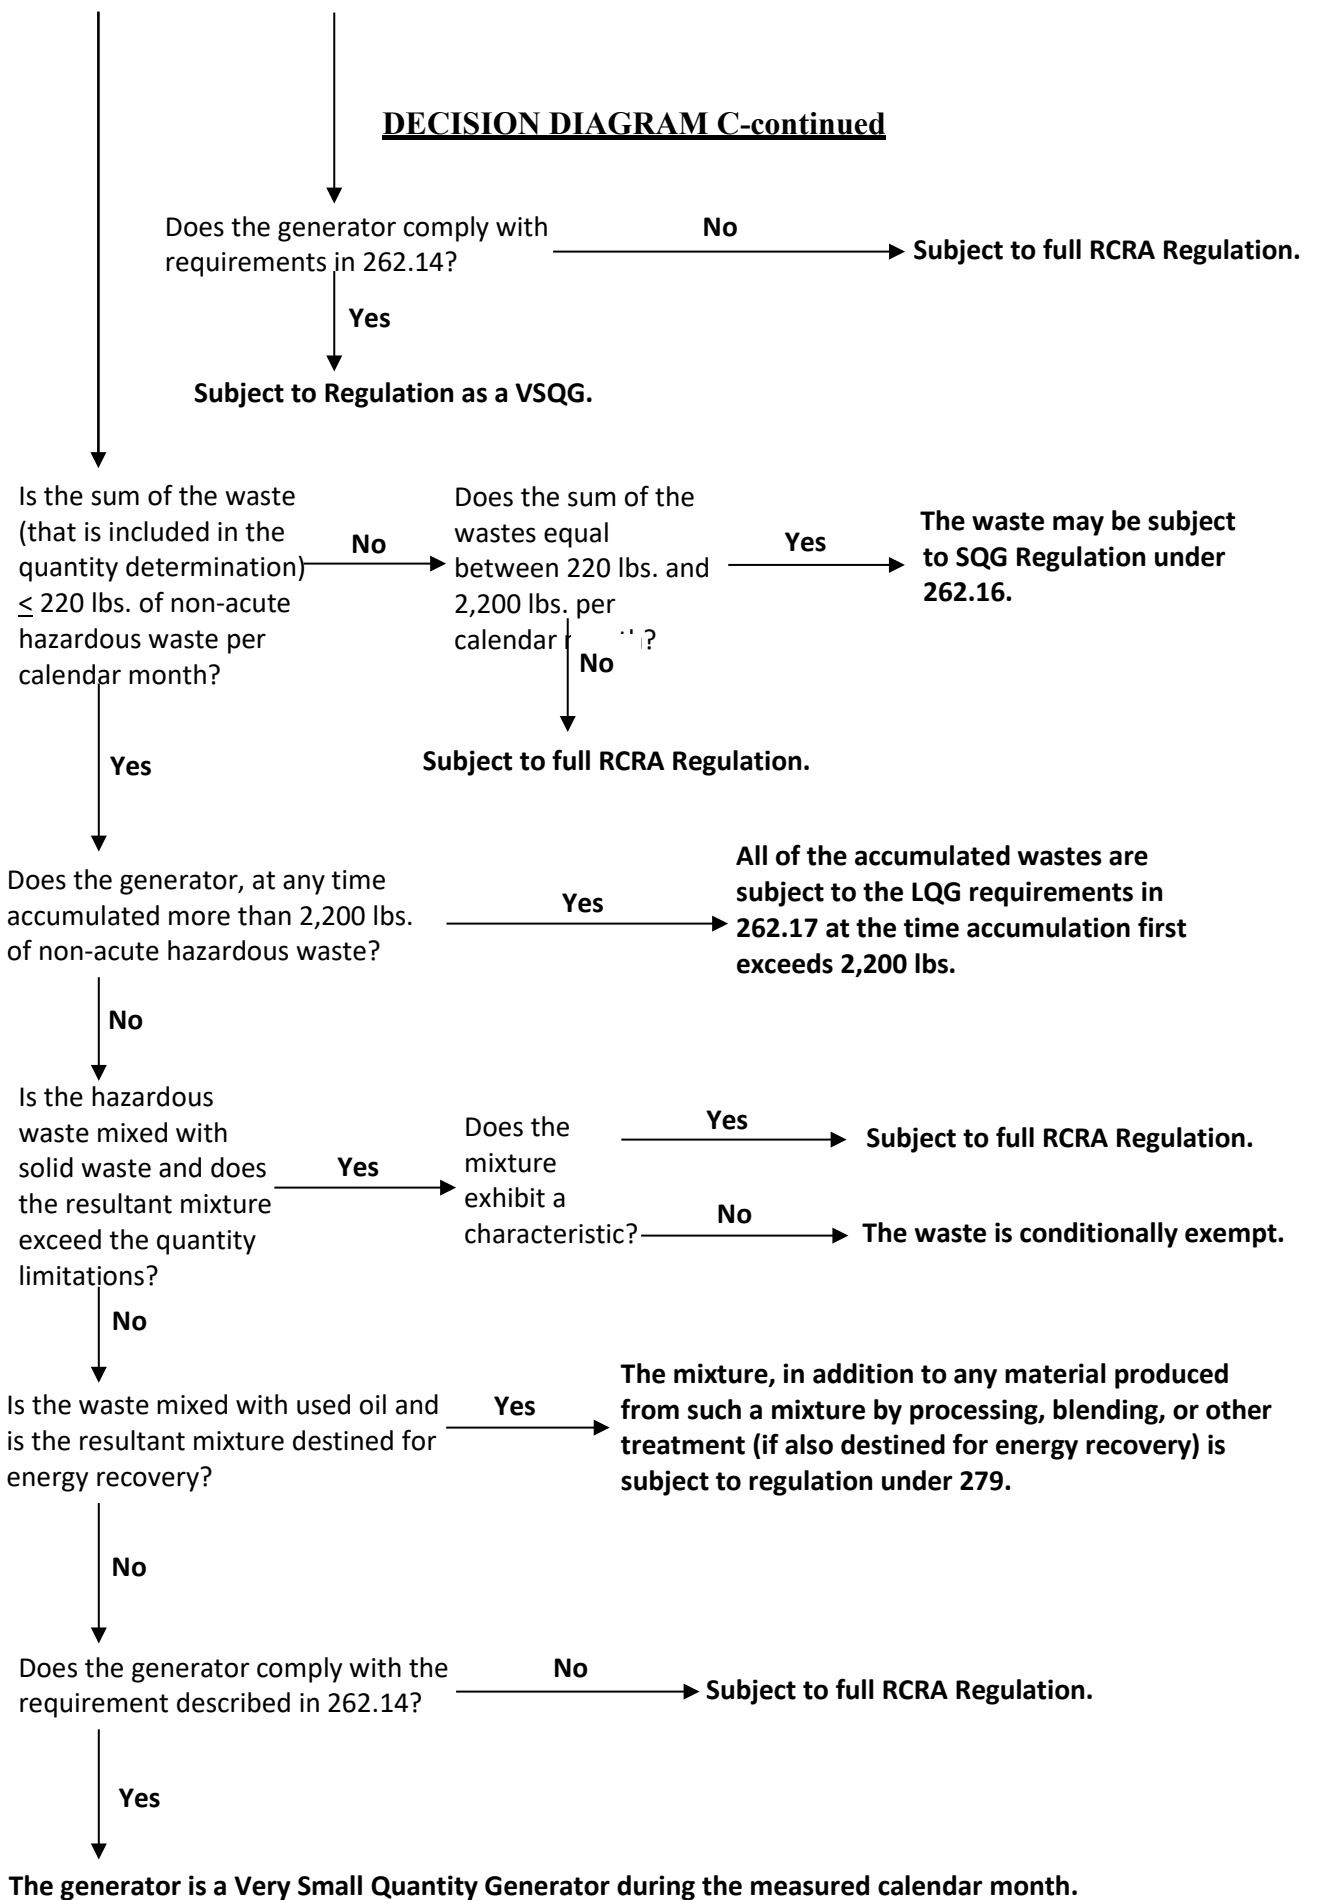 DECISION DIAGRAM C-continued
Does the generator comply with
requirements in 262.14?
No
Subject to full RCRA Regulation.
Yes
Subject to Regulation as a VSQG.
Is the sum of the waste
(that is included in the
quantity determination)
≤ 220 lbs. of non-acute
hazardous waste per
calendar month?
No
Does the sum of the
wastes equal
between 220 lbs. and
2,200 lbs. per
calendar ?
Yes
The waste may be subject
to SQG Regulation under
262.16.
No
Subject to full RCRA Regulation.
Yes
Does the generator, at any time
accumulated more than 2,200 lbs.
of non-acute hazardous waste?
Yes
All of the accumulated wastes are
subject to the LQG requirements in
262.17 at the time accumulation first
exceeds 2,200 lbs.
No
Is the hazardous
waste mixed with
solid waste and does
the resultant mixture
exceed the quantity
limitations?
Yes
Does the
mixture
exhibit a
characteristic?
Yes
Subject to full RCRA Regulation.
No
The waste is conditionally exempt.
No
Is the waste mixed with used oil and
is the resultant mixture destined for
energy recovery?
Yes
The mixture, in addition to any material produced
from such a mixture by processing, blending, or other
treatment (if also destined for energy recovery) is
subject to regulation under 279.
No
Does the generator comply with the
requirement described in 262.14?
No
Subject to full RCRA Regulation.
Yes
The generator is a Very Small Quantity Generator during the measured calendar month.